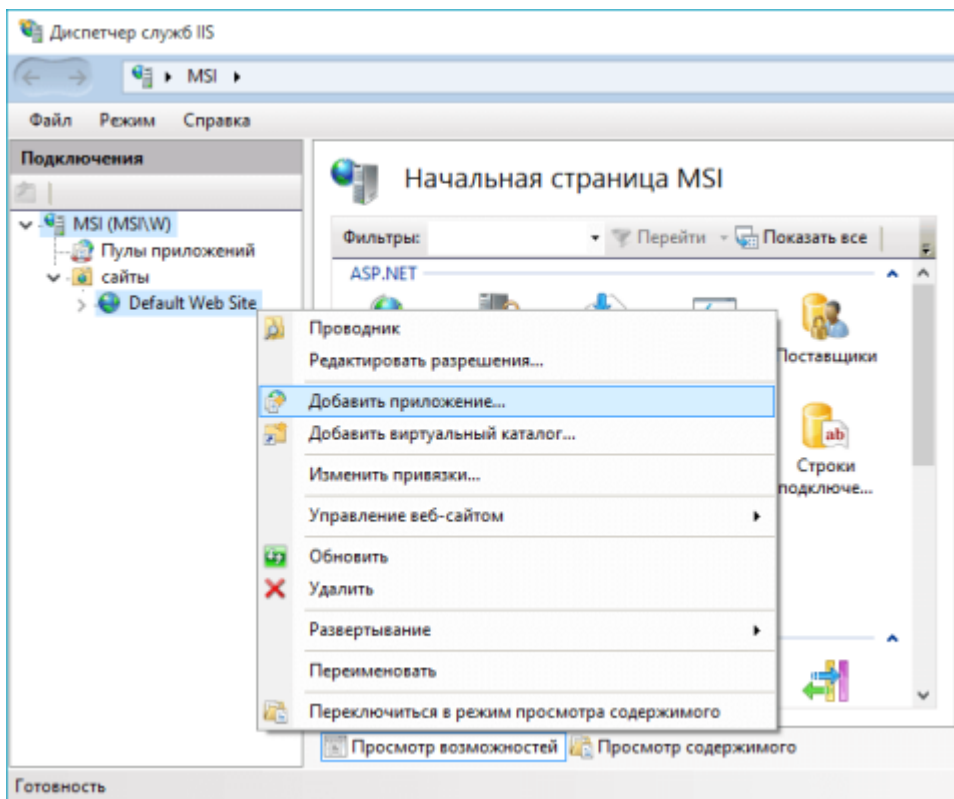 Диспетчер служб IIS
MSI
Файл Режим Справка
Подключения
MSI (MSI\W)
Пулы приложений
сайты
Default Web Site
Начальная страница MSI
Фильтры: Перейти Показать все
ASP.NET
Поставщики
ab
Строки
подключе...
Проводник
Редактировать разрешения...
Добавить приложение...
Добавить виртуальный каталог...
Изменить привязки...
Управление веб-сайтом
Обновить
Удалить
Развертывание
Переименовать
Переключиться в режим просмотра содержимого
Просмотр возможностей Просмотр содержимого
Готовность